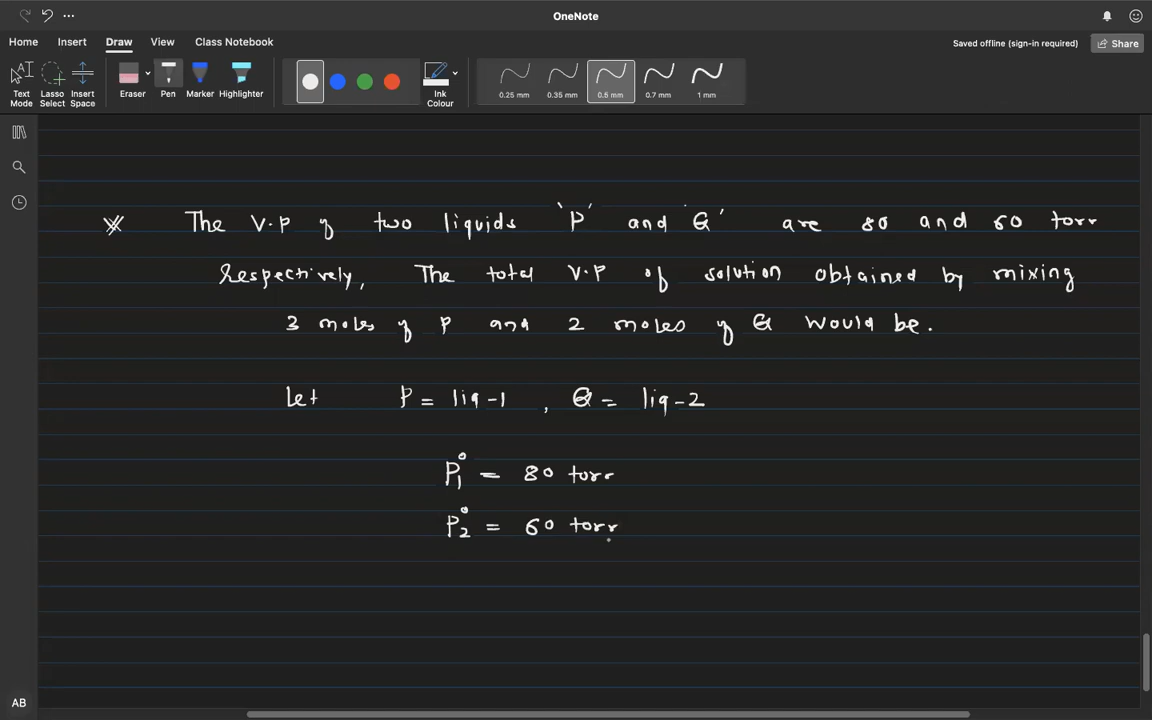 OneNote
Home Insert Draw View Class Notebook
Saved offline (sign-in required) Share
Text Mode Lasso Select Insert Space Eraser Pen Marker Highlighter Ink Colour 0.25 mm 0.35 mm 0.5 mm 0.7 mm 1 mm
The V.P of two liquids 'P' and 'Q' are 80 and 60 torr
respectively, The total V.P of solution obtained by mixing
3 moles of P and 2 moles of Q would be.
Let P = liq-1 , Q = liq-2
P₁° = 80 torr
P₂° = 60 torr
AB